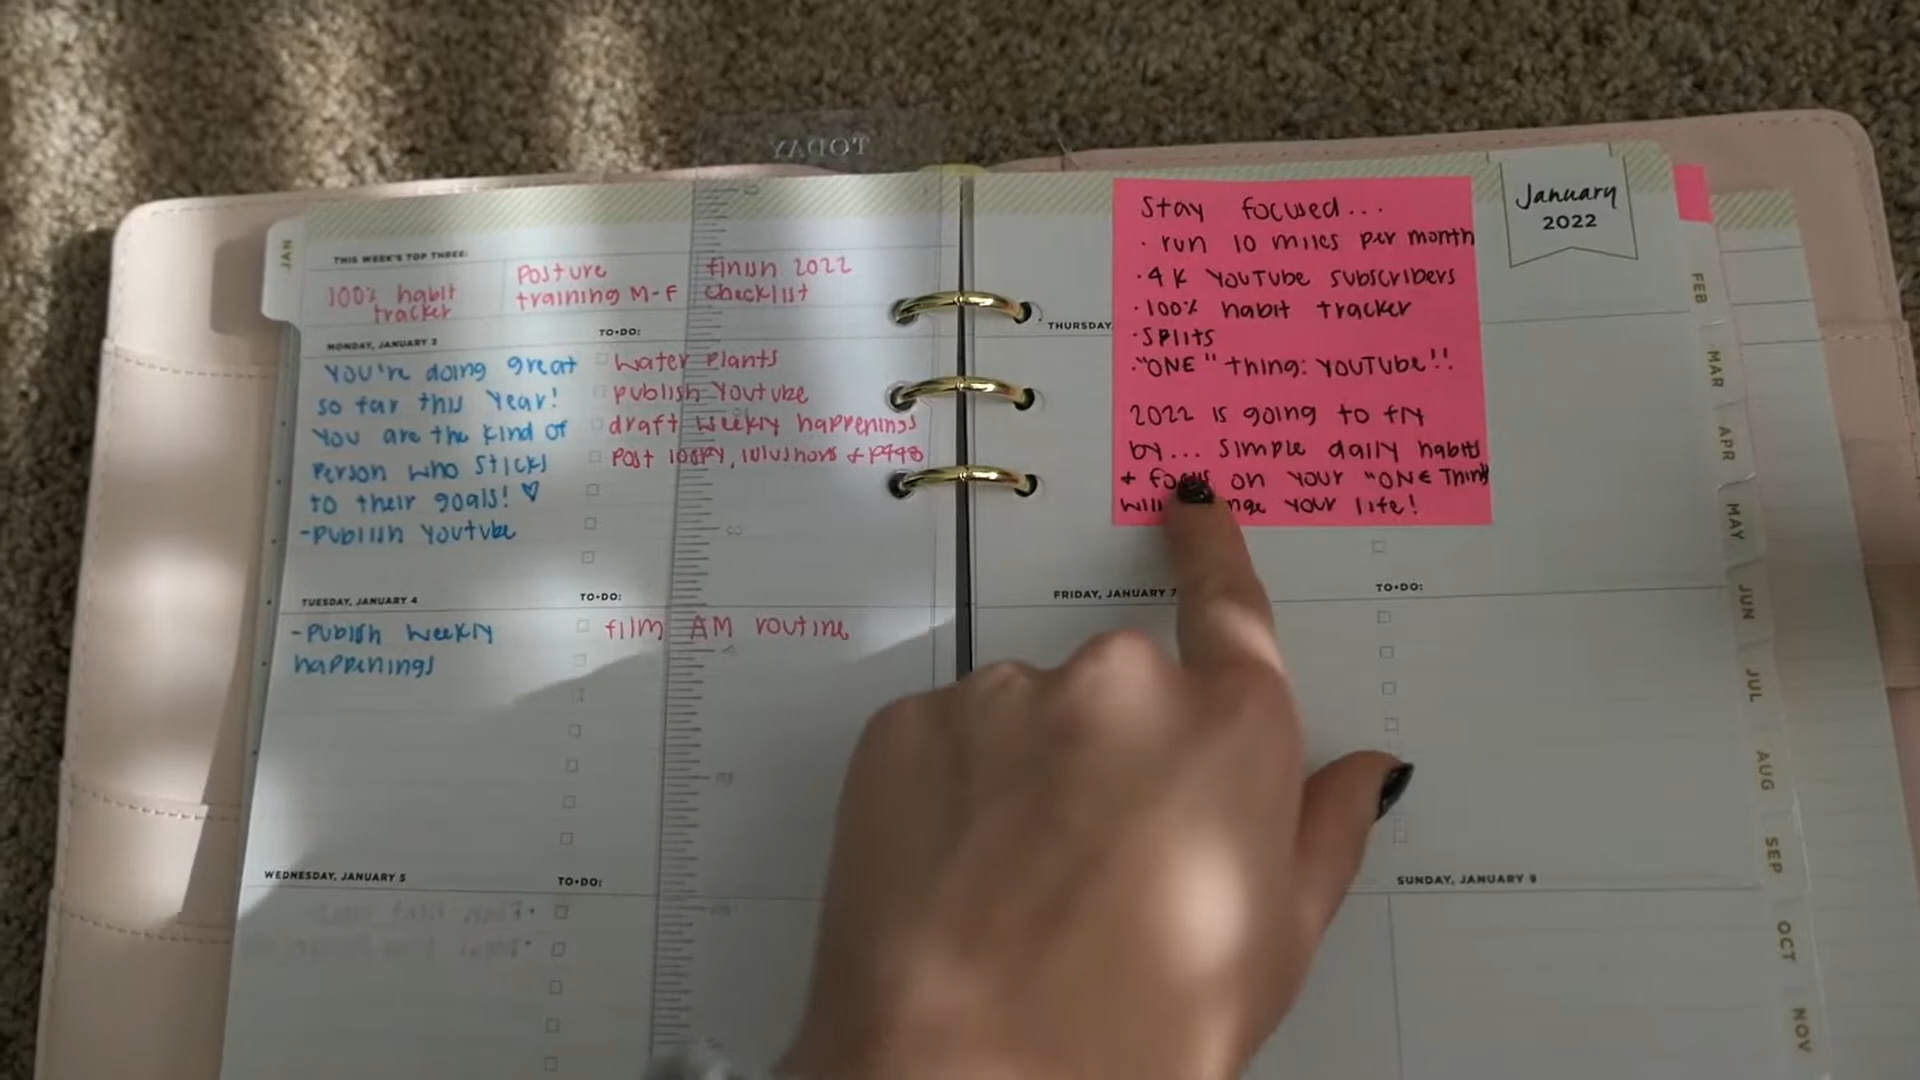 TODAY
JAN
THIS WEEK'S TOP THREE:
100% habit
tracker
Posture
training M-F
finish 2022
checklist
MONDAY, JANUARY 3
TO•DO:
You're doing great
so far this year!
You are the kind of
person who sticks
to their goals! ♡
-Publish YouTube
water plants
publish Youtube
draft weekly happenings
Post
TUESDAY, JANUARY 4
TO•DO:
-Publish weekly
happenings
film AM routine
WEDNESDAY, JANUARY 5
TO•DO:
Stay focused...
• run 10 miles per month
• 4K YouTube subscribers
• 100% habit tracker
• Splits
• "ONE" thing: YOUTUBE!!
2022 is going to fly
by... simple daily habits
+ focus on your "ONE Thing
will your life!
January
2022
THURSDAY,
FRIDAY, JANUARY 7
TO•DO:
SUNDAY, JANUARY 9
FEB
MAR
APR
MAY
JUN
JUL
AUG
SEP
OCT
NOV